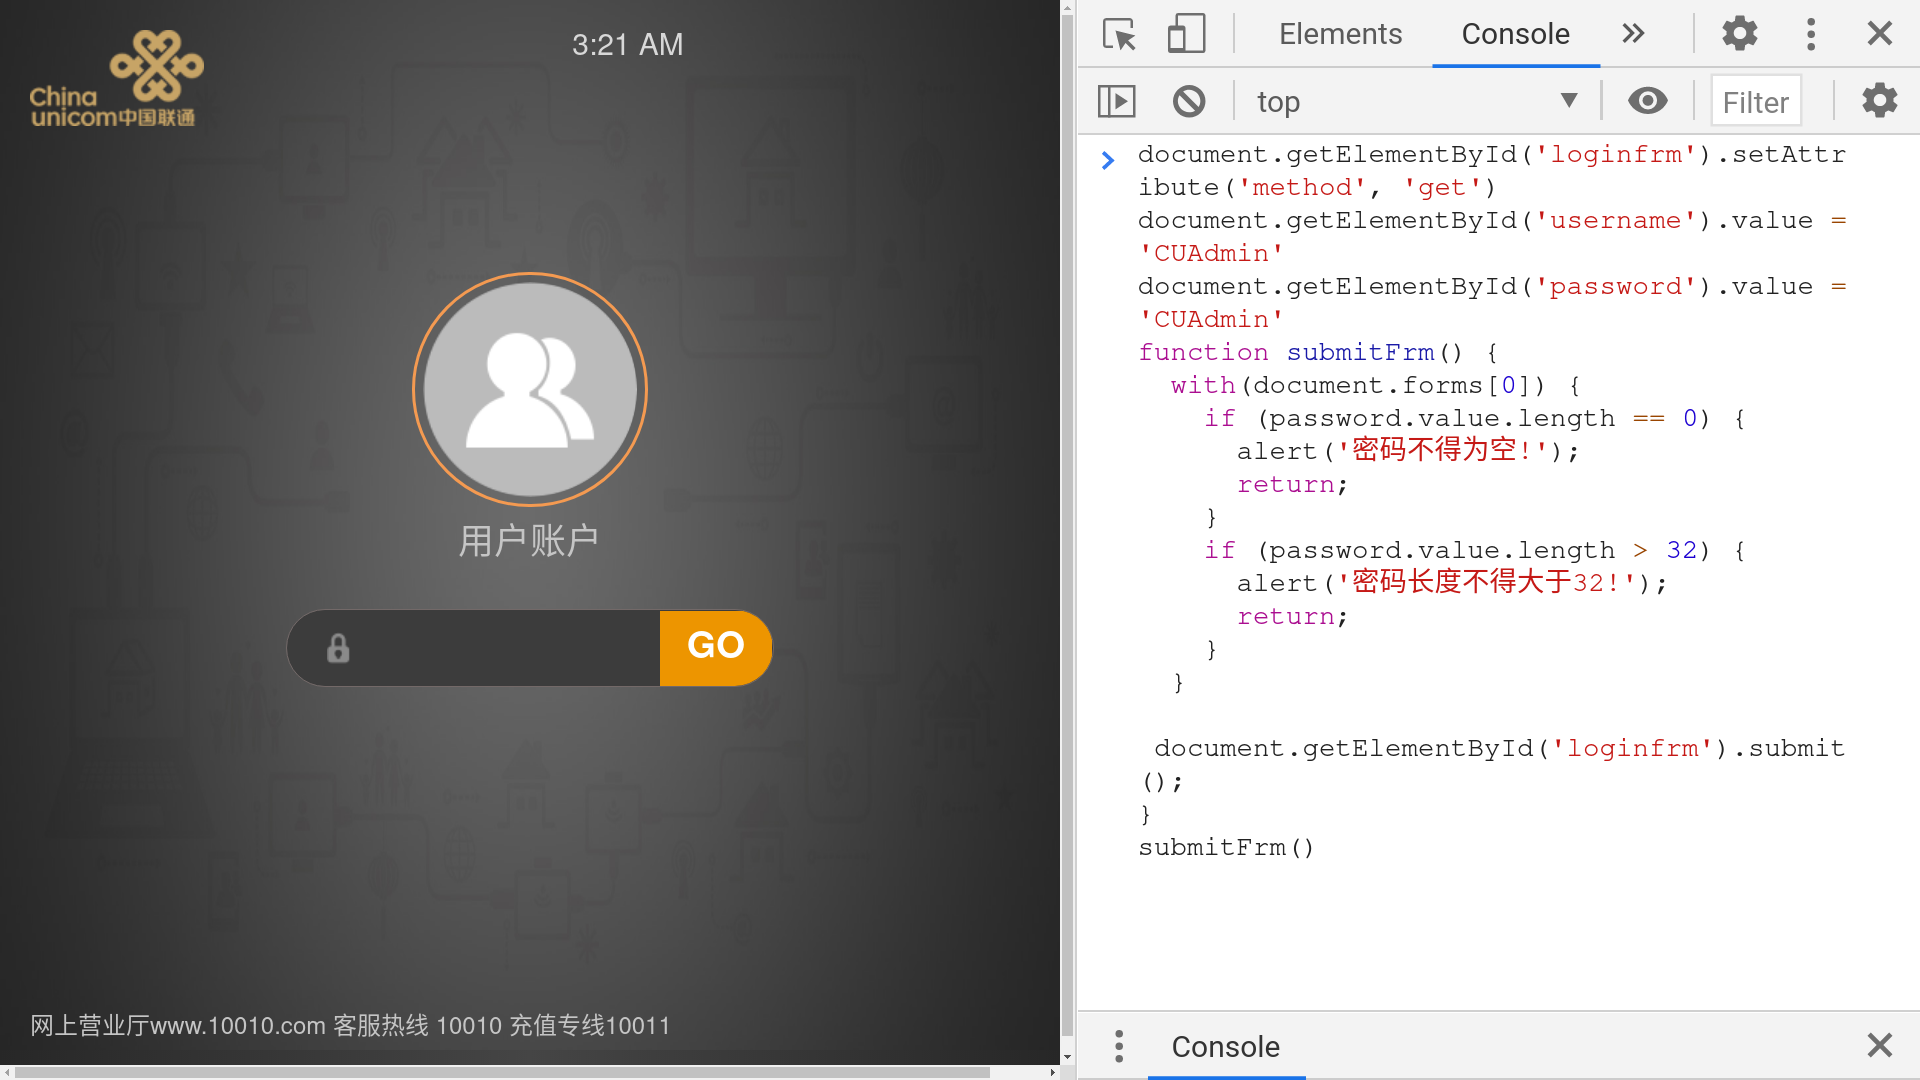 3:21 AM
China
unicom中国联通
用户账户
GO
网上营业厅www.10010.com 客服热线 10010 充值专线10011
Elements
Console
top
Filter
document.getElementById('loginfrm').setAttr
ibute('method', 'get')
document.getElementById('username').value =
'CUAdmin'
document.getElementById('password').value =
'CUAdmin'
function submitFrm() {
with(document.forms[0]) {
if (password.value.length == 0) {
alert('密码不得为空!');
return;
}
if (password.value.length > 32) {
alert('密码长度不得大于32!');
return;
}
}
document.getElementById('loginfrm').submit
();
}
submitFrm()
Console